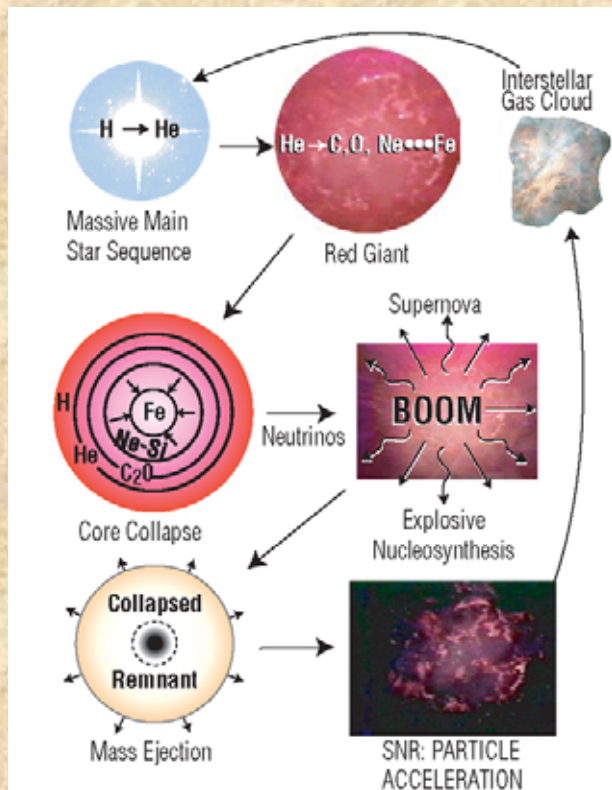 H → He
Massive Main
Star Sequence
He→C,O, Ne•••Fe
Red Giant
Interstellar
Gas Cloud
H
He
C₂O
Ne-Si
Fe
Core Collapse
Neutrinos
Supernova
BOOM
Explosive
Nucleosynthesis
Collapsed
Remnant
Mass Ejection
SNR: PARTICLE
ACCELERATION